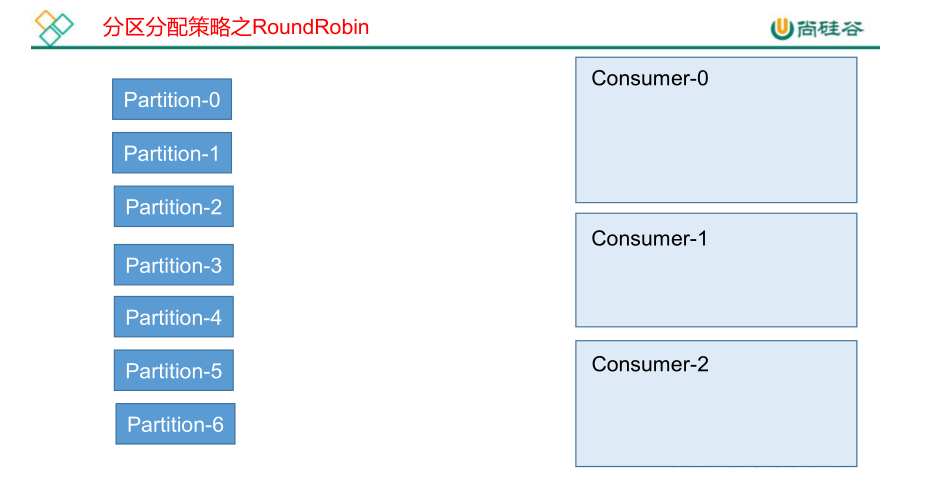 分区分配策略之RoundRobin
尚硅谷
Partition-0
Partition-1
Partition-2
Partition-3
Partition-4
Partition-5
Partition-6
Consumer-0
Consumer-1
Consumer-2